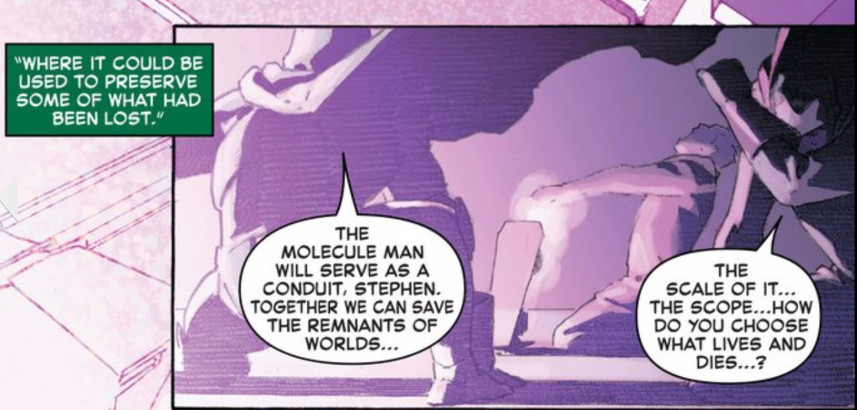 "WHERE IT COULD BE
USED TO PRESERVE
SOME OF WHAT HAD
BEEN LOST."
THE
MOLECULE MAN
WILL SERVE AS A
CONDUIT, STEPHEN.
TOGETHER WE CAN SAVE
THE REMNANTS OF
WORLDS...
THE
SCALE OF IT...
THE SCOPE...HOW
DO YOU CHOOSE
WHAT LIVES AND
DIES...?